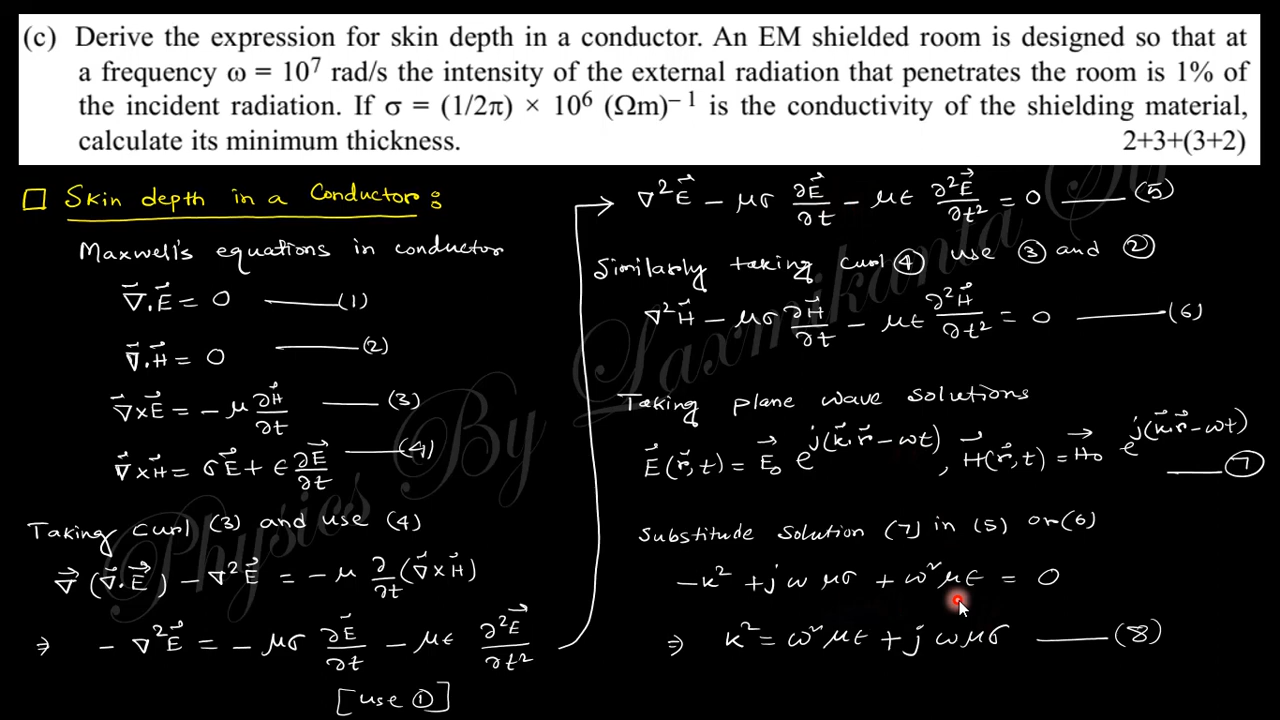 (c) Derive the expression for skin depth in a conductor. An EM shielded room is designed so that at
a frequency ω = 10⁷ rad/s the intensity of the external radiation that penetrates the room is 1% of
the incident radiation. If σ = (1/2π) × 10⁶ (Ωm)⁻¹ is the conductivity of the shielding material,
calculate its minimum thickness. 2+3+(3+2)
□ Skin depth in a Conductor:
Maxwell's equations in conductor
∇⃗.E⃗ = 0 —— (1)
∇⃗.H⃗ = 0 —— (2)
∇⃗×E⃗ = -μ ∂H⃗/∂t —— (3)
∇⃗×H⃗ = σE⃗ + ϵ ∂E⃗/∂t —— (4)
Taking curl (3) and use (4)
∇⃗(∇⃗.E⃗) - ∇²E⃗ = -μ ∂/∂t (∇⃗×H⃗)
⇒ -∇²E⃗ = -μσ ∂E⃗/∂t - μϵ ∂²E⃗/∂t²
[use ①]
∇²E⃗ - μσ ∂E⃗/∂t - μϵ ∂²E⃗/∂t² = 0 —— (5)
Similarly taking curl ④ use ③ and ②
∇²H⃗ - μσ ∂H⃗/∂t - μϵ ∂²H⃗/∂t² = 0 —— (6)
Taking plane wave solutions
E⃗(r⃗,t) = E⃗₀ e^{j(k⃗.r⃗-ωt)}, H⃗(r⃗,t) = H⃗₀ e^{j(k⃗.r⃗-ωt)} —— ⑦
Substitude Solution (7) in (5) or (6)
-k² + jωμσ + ω²μϵ = 0
⇒ k² = ω²μϵ + jωμσ —— (8)
Physics By Laxmikanta